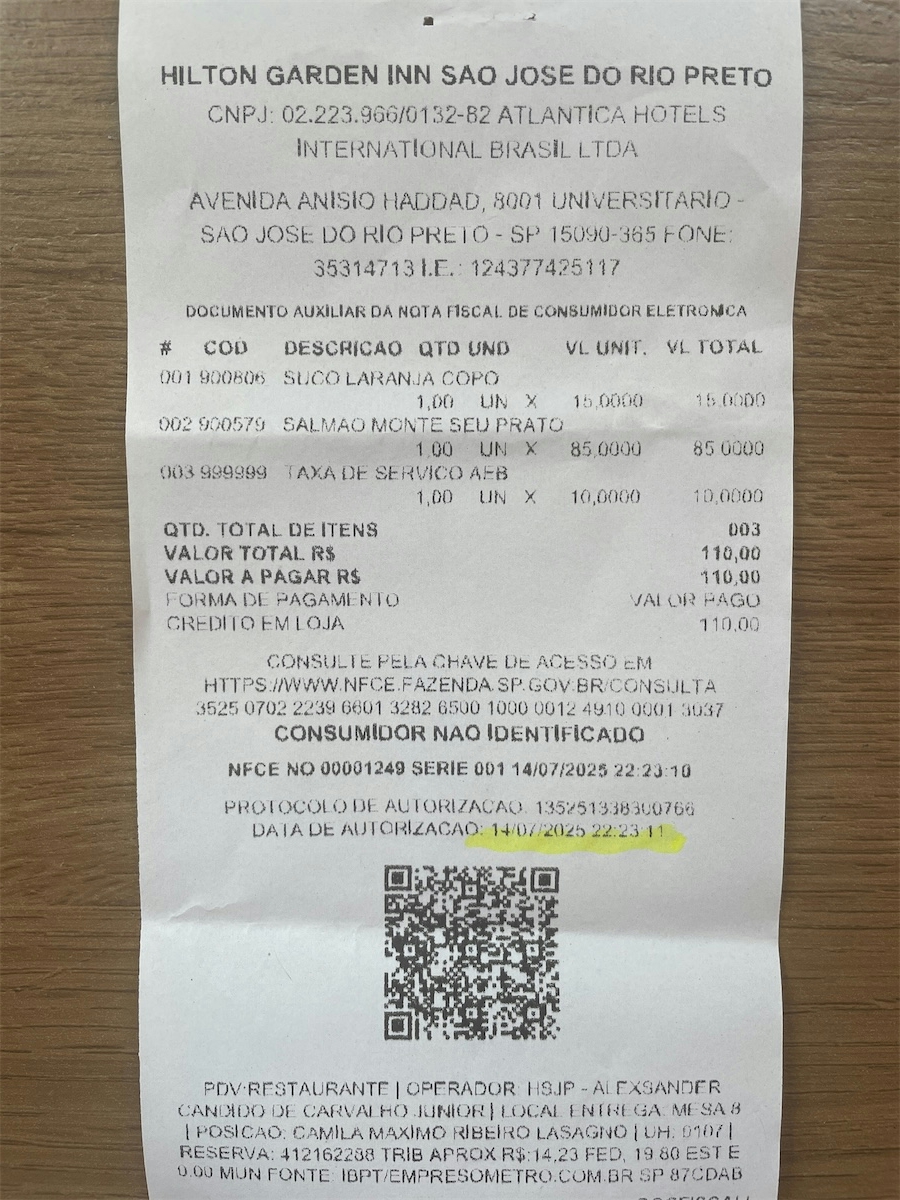 HILTON GARDEN INN SAO JOSE DO RIO PRETO
CNPJ: 02.223.966/0132-82 ATLANTICA HOTELS
INTERNATIONAL BRASIL LTDA
AVENIDA ANISIO HADDAD, 8001 UNIVERSITARIO -
SAO JOSE DO RIO PRETO - SP 15090-365 FONE:
35314713 I.E.: 124377425117
DOCUMENTO AUXILIAR DA NOTA FISCAL DE CONSUMIDOR ELETRONICA
# COD DESCRICAO QTD UND VL UNIT. VL TOTAL
001 900806 SUCO LARANJA COPO
1,00 UN X 15,0000 15,0000
002 900579 SALMAO MONTE SEU PRATO
1,00 UN X 85,0000 85,0000
003 999999 TAXA DE SERVICO AEB
1,00 UN X 10,0000 10,0000
QTD. TOTAL DE ITENS 003
VALOR TOTAL R$ 110,00
VALOR A PAGAR R$ 110,00
FORMA DE PAGAMENTO VALOR PAGO
CREDITO EM LOJA 110,00
CONSULTE PELA CHAVE DE ACESSO EM
HTTPS://WWW.NFCE.FAZENDA.SP.GOV.BR/CONSULTA
3525 0702 2239 6601 3282 6500 1000 0012 4910 0001 3037
CONSUMIDOR NAO IDENTIFICADO
NFCE NO 00001249 SERIE 001 14/07/2025 22:23:10
PROTOCOLO DE AUTORIZACAO: 135251338300766
DATA DE AUTORIZACAO: 14/07/2025 22:23:11
PDV:RESTAURANTE | OPERADOR: HSJP - ALEXSANDER
CANDIDO DE CARVALHO JUNIOR | LOCAL ENTREGA: MESA 8
| POSICAO: CAMILA MAXIMO RIBEIRO LASAGNO | UH: 0107 |
RESERVA: 412162288 TRIB APROX R$:14,23 FED, 19,80 EST E
0,00 MUN FONTE: IBPT/EMPRESOMETRO.COM.BR SP 87CDAB